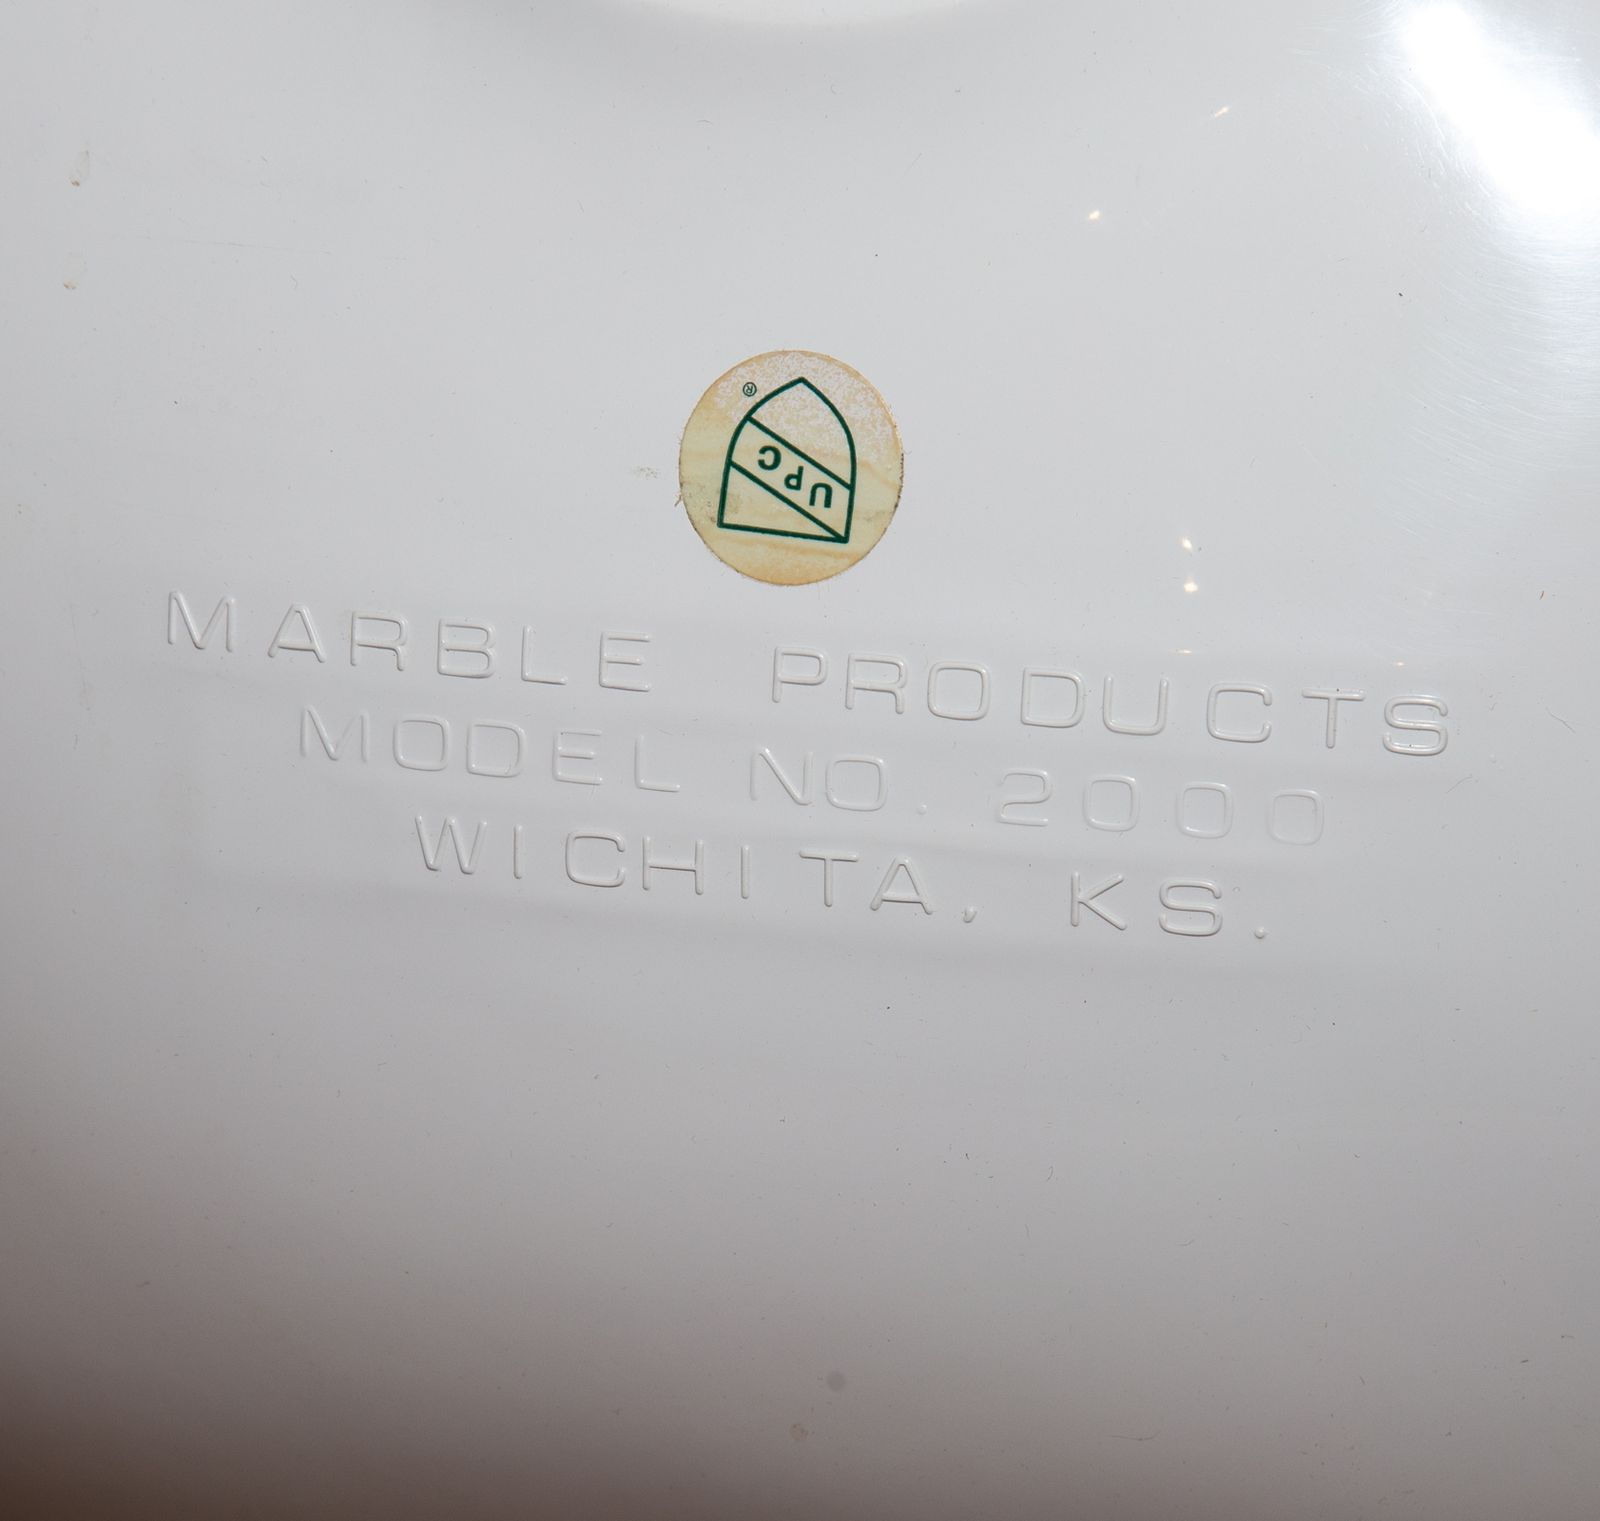 ®
UPC
MARBLE PRODUCTS
MODEL NO. 2000
WICHITA, KS.